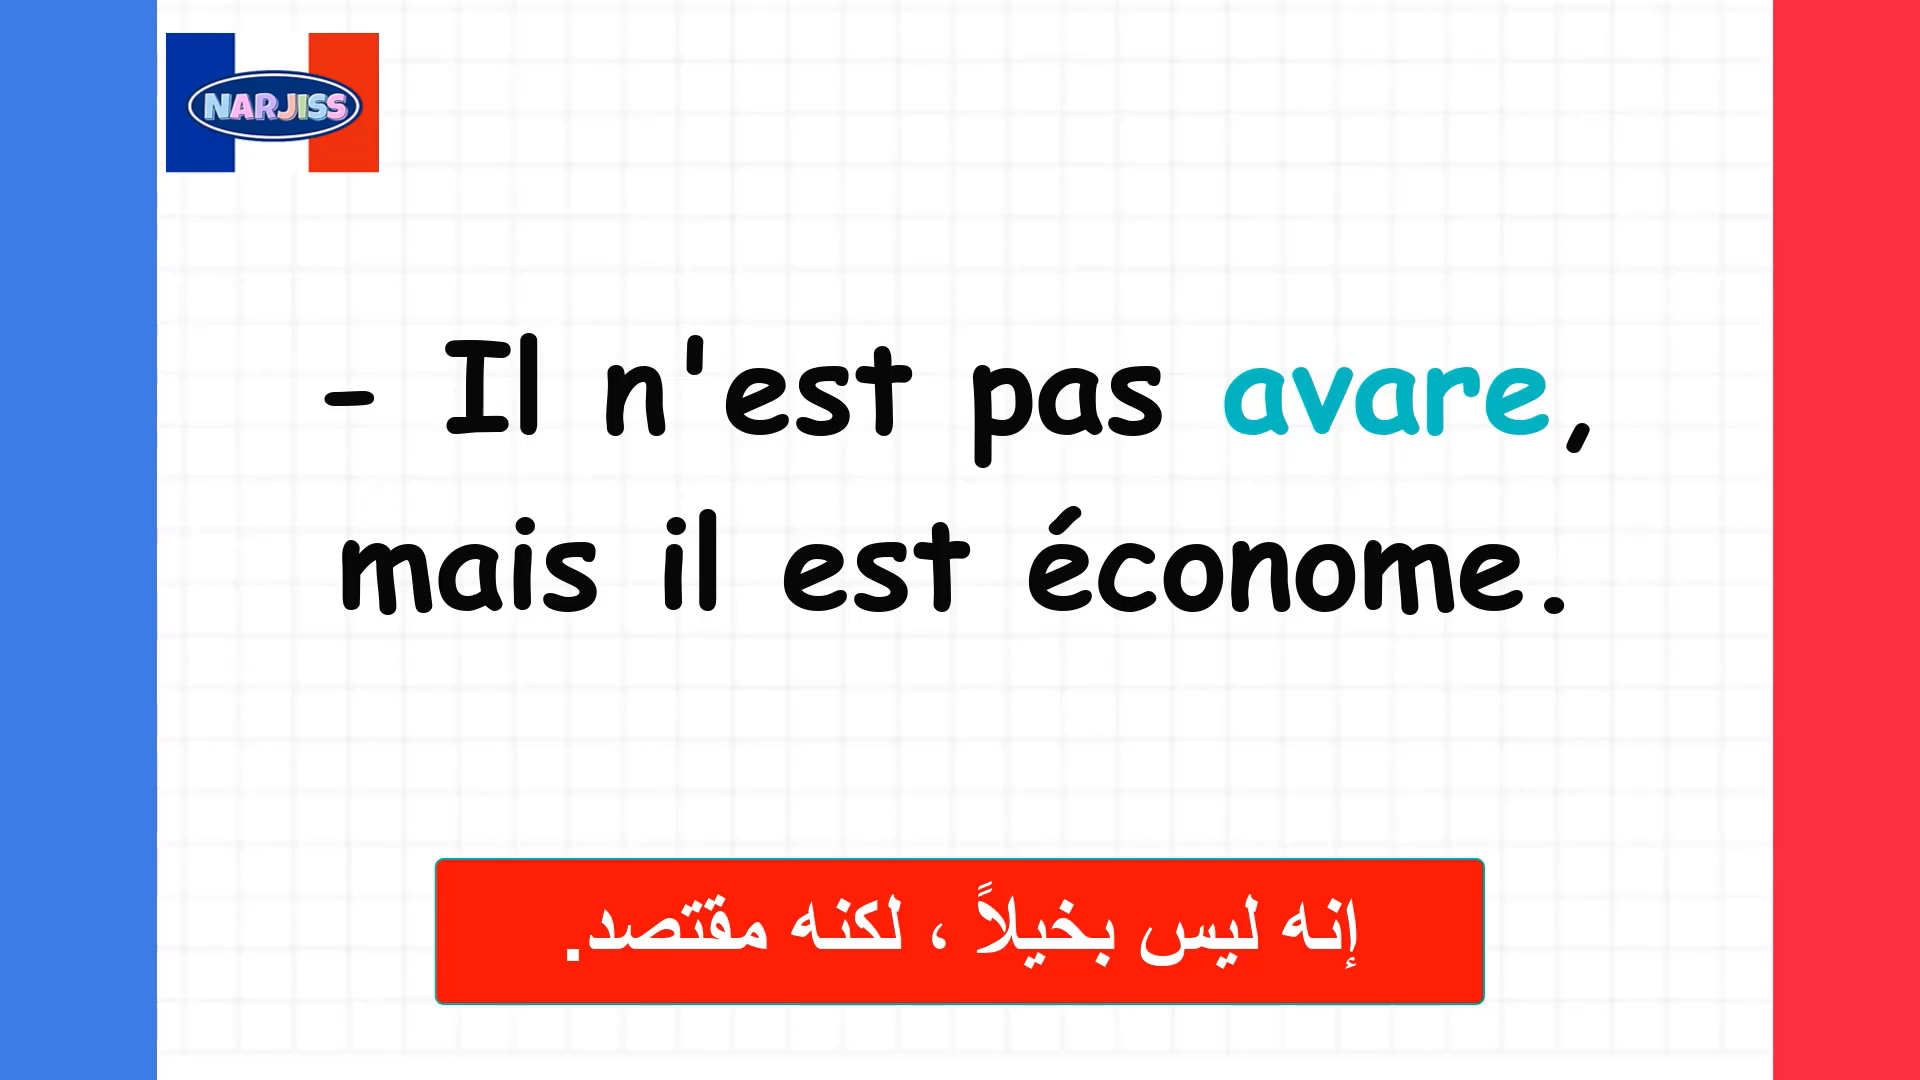 NARJISS
- Il n'est pas avare,
mais il est économe.
إنه ليس بخيلاً ، لكنه مقتصد.